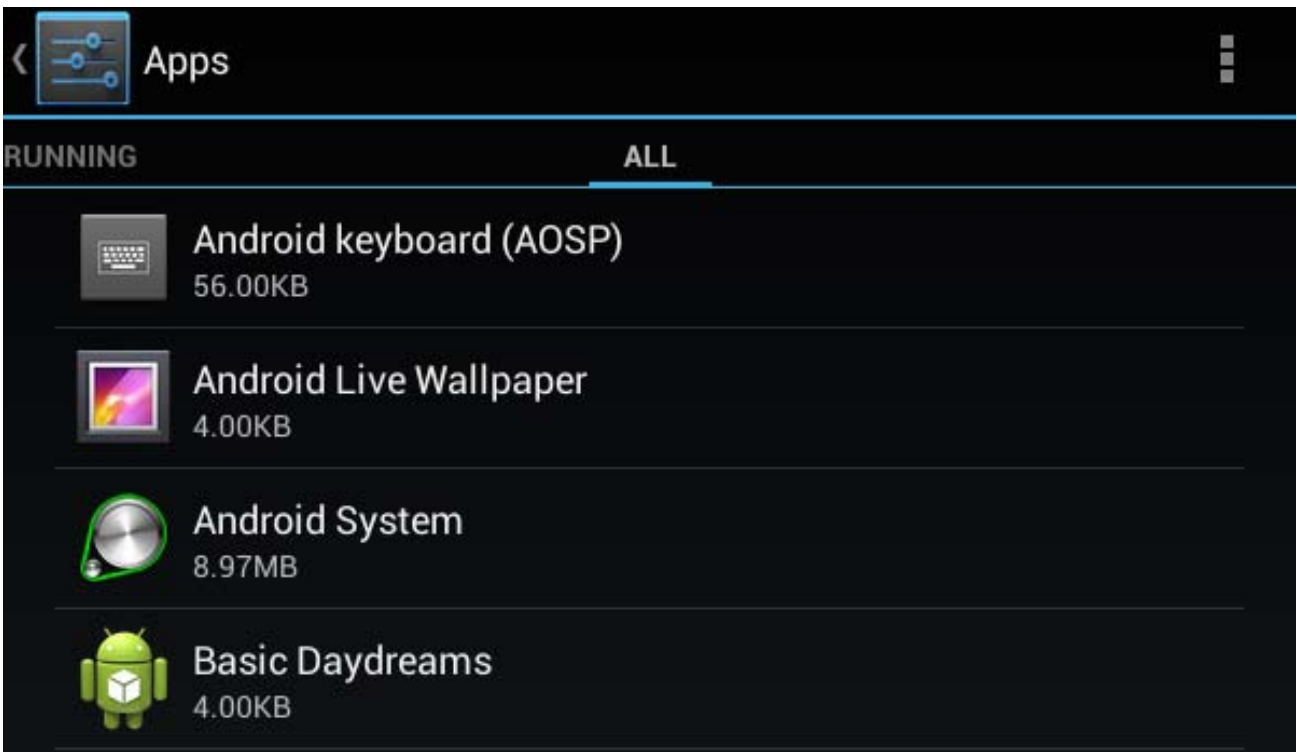 Apps
RUNNING
ALL
Android keyboard (AOSP)
56.00KB
Android Live Wallpaper
4.00KB
Android System
8.97MB
Basic Daydreams
4.00KB